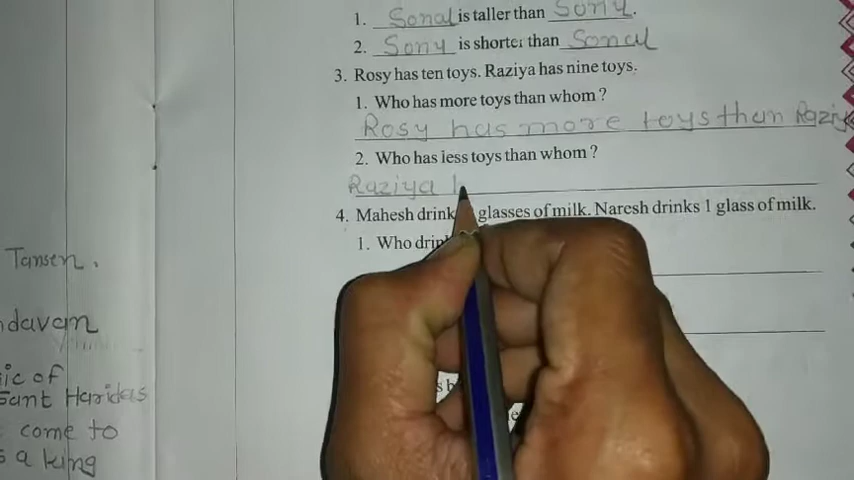 1. Sonal is taller than Sony.
2. Sony is shorter than Sonal
3. Rosy has ten toys. Raziya has nine toys.
1. Who has more toys than whom?
Rosy has more toys than Raziya
2. Who has less toys than whom?
Raziya
4. Mahesh drink glasses of milk. Naresh drinks 1 glass of milk.
1. Who
Tansen.
ndavan
ic of
Sant Haridas
come to
s a king